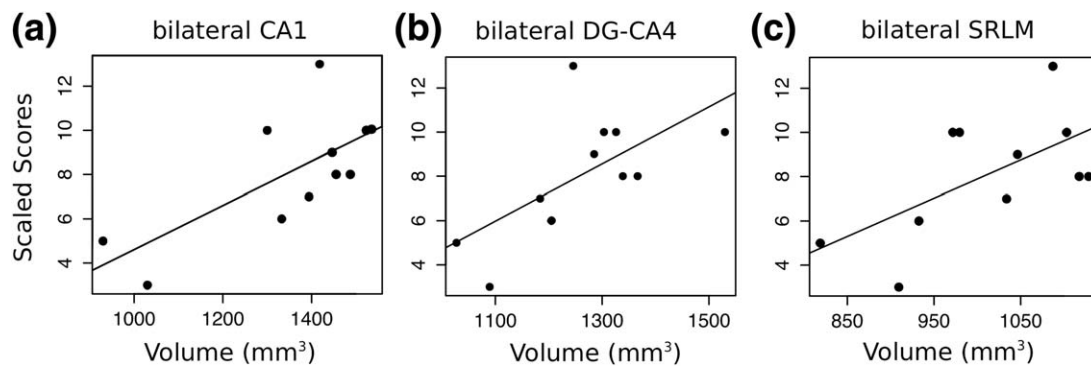 (a) bilateral CA1
(b) bilateral DG-CA4
(c) bilateral SRLM
Scaled Scores
12
10
8
6
4
1000 1200 1400
Volume (mm³)
12
10
8
6
4
1100 1300 1500
Volume (mm³)
12
10
8
6
4
850 950 1050
Volume (mm³)